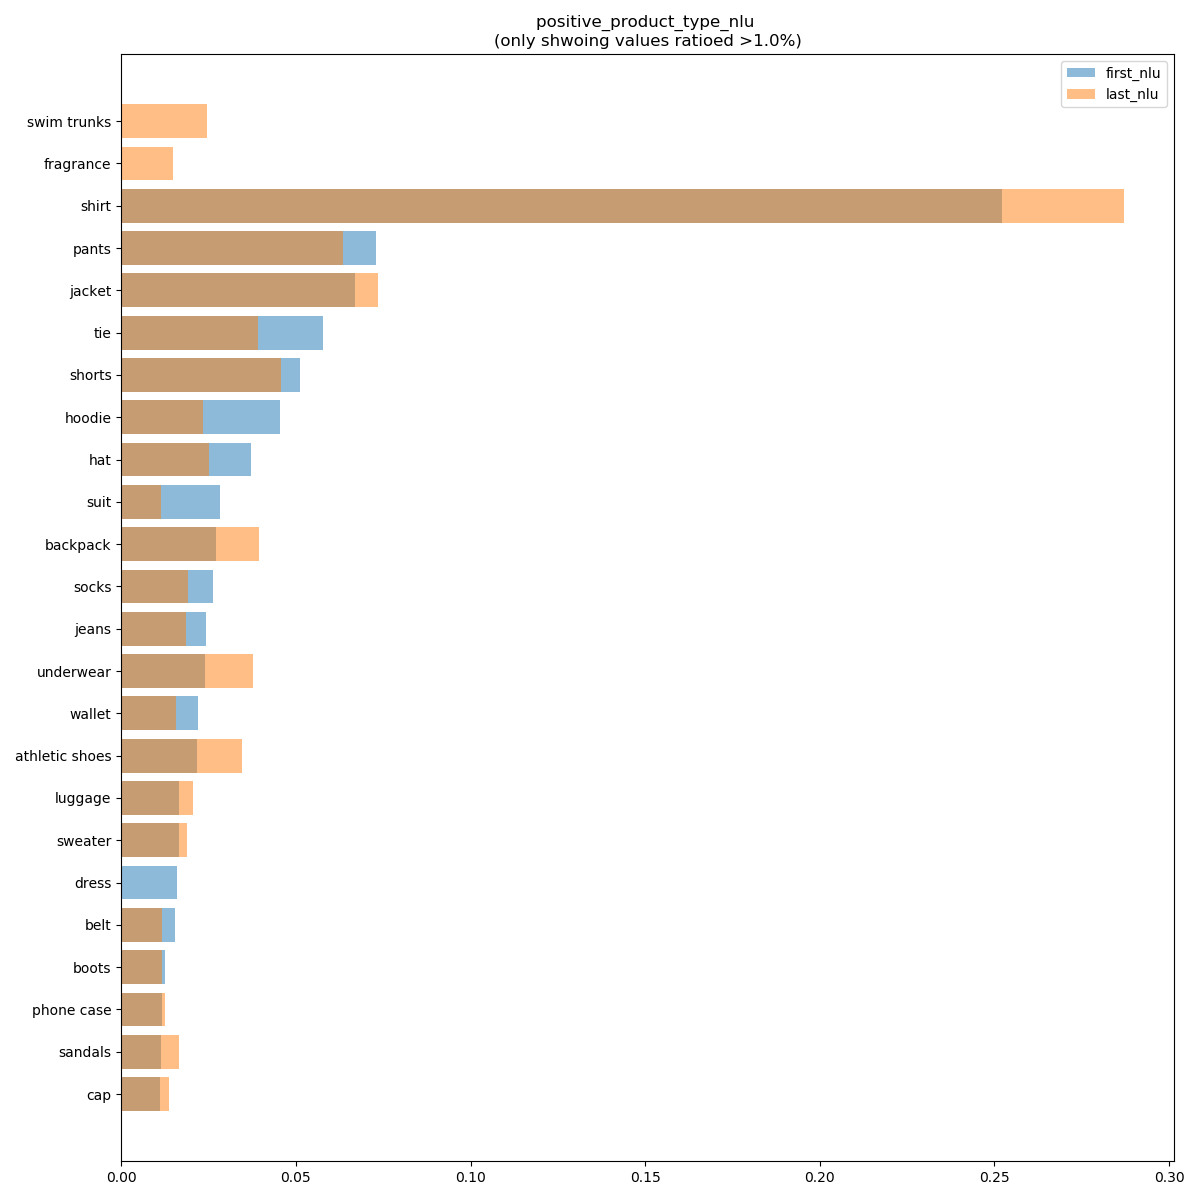 positive_product_type_nlu
(only shwoing values ratioed >1.0%)
first_nlu
last_nlu
swim trunks
fragrance
shirt
pants
jacket
tie
shorts
hoodie
hat
suit
backpack
socks
jeans
underwear
wallet
athletic shoes
luggage
sweater
dress
belt
boots
phone case
sandals
cap
0.00 0.05 0.10 0.15 0.20 0.25 0.30